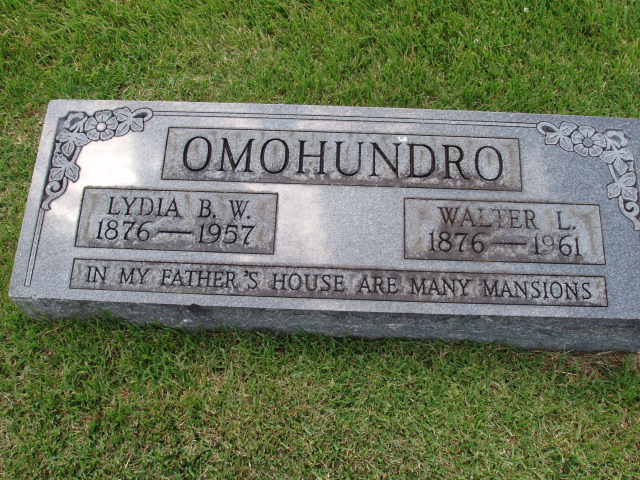 OMOHUNDRO
LYDIA B. W.
1876 — 1957
WALTER L.
1876 — 1961
IN MY FATHER'S HOUSE ARE MANY MANSIONS